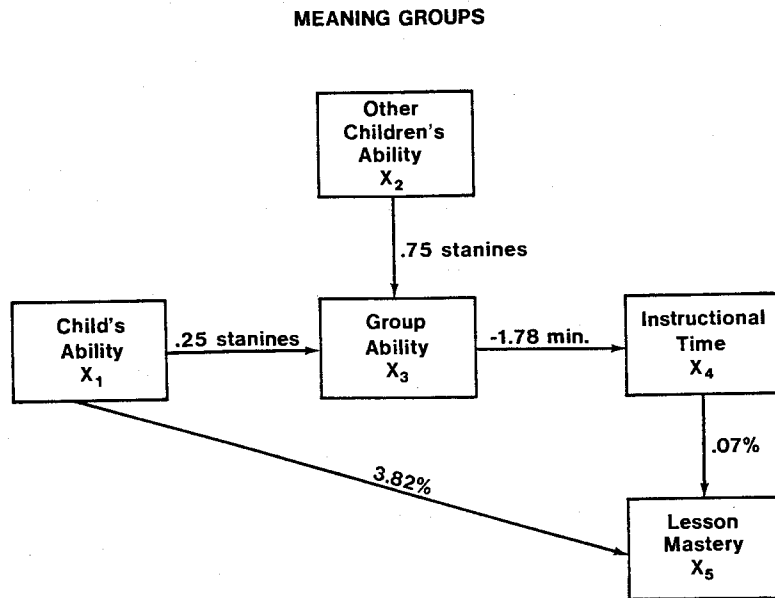 MEANING GROUPS
Other
Children's
Ability
X₂
.75 stanines
Child's
Ability
X₁
.25 stanines
Group
Ability
X₃
-1.78 min.
Instructional
Time
X₄
.07%
3.82%
Lesson
Mastery
X₅